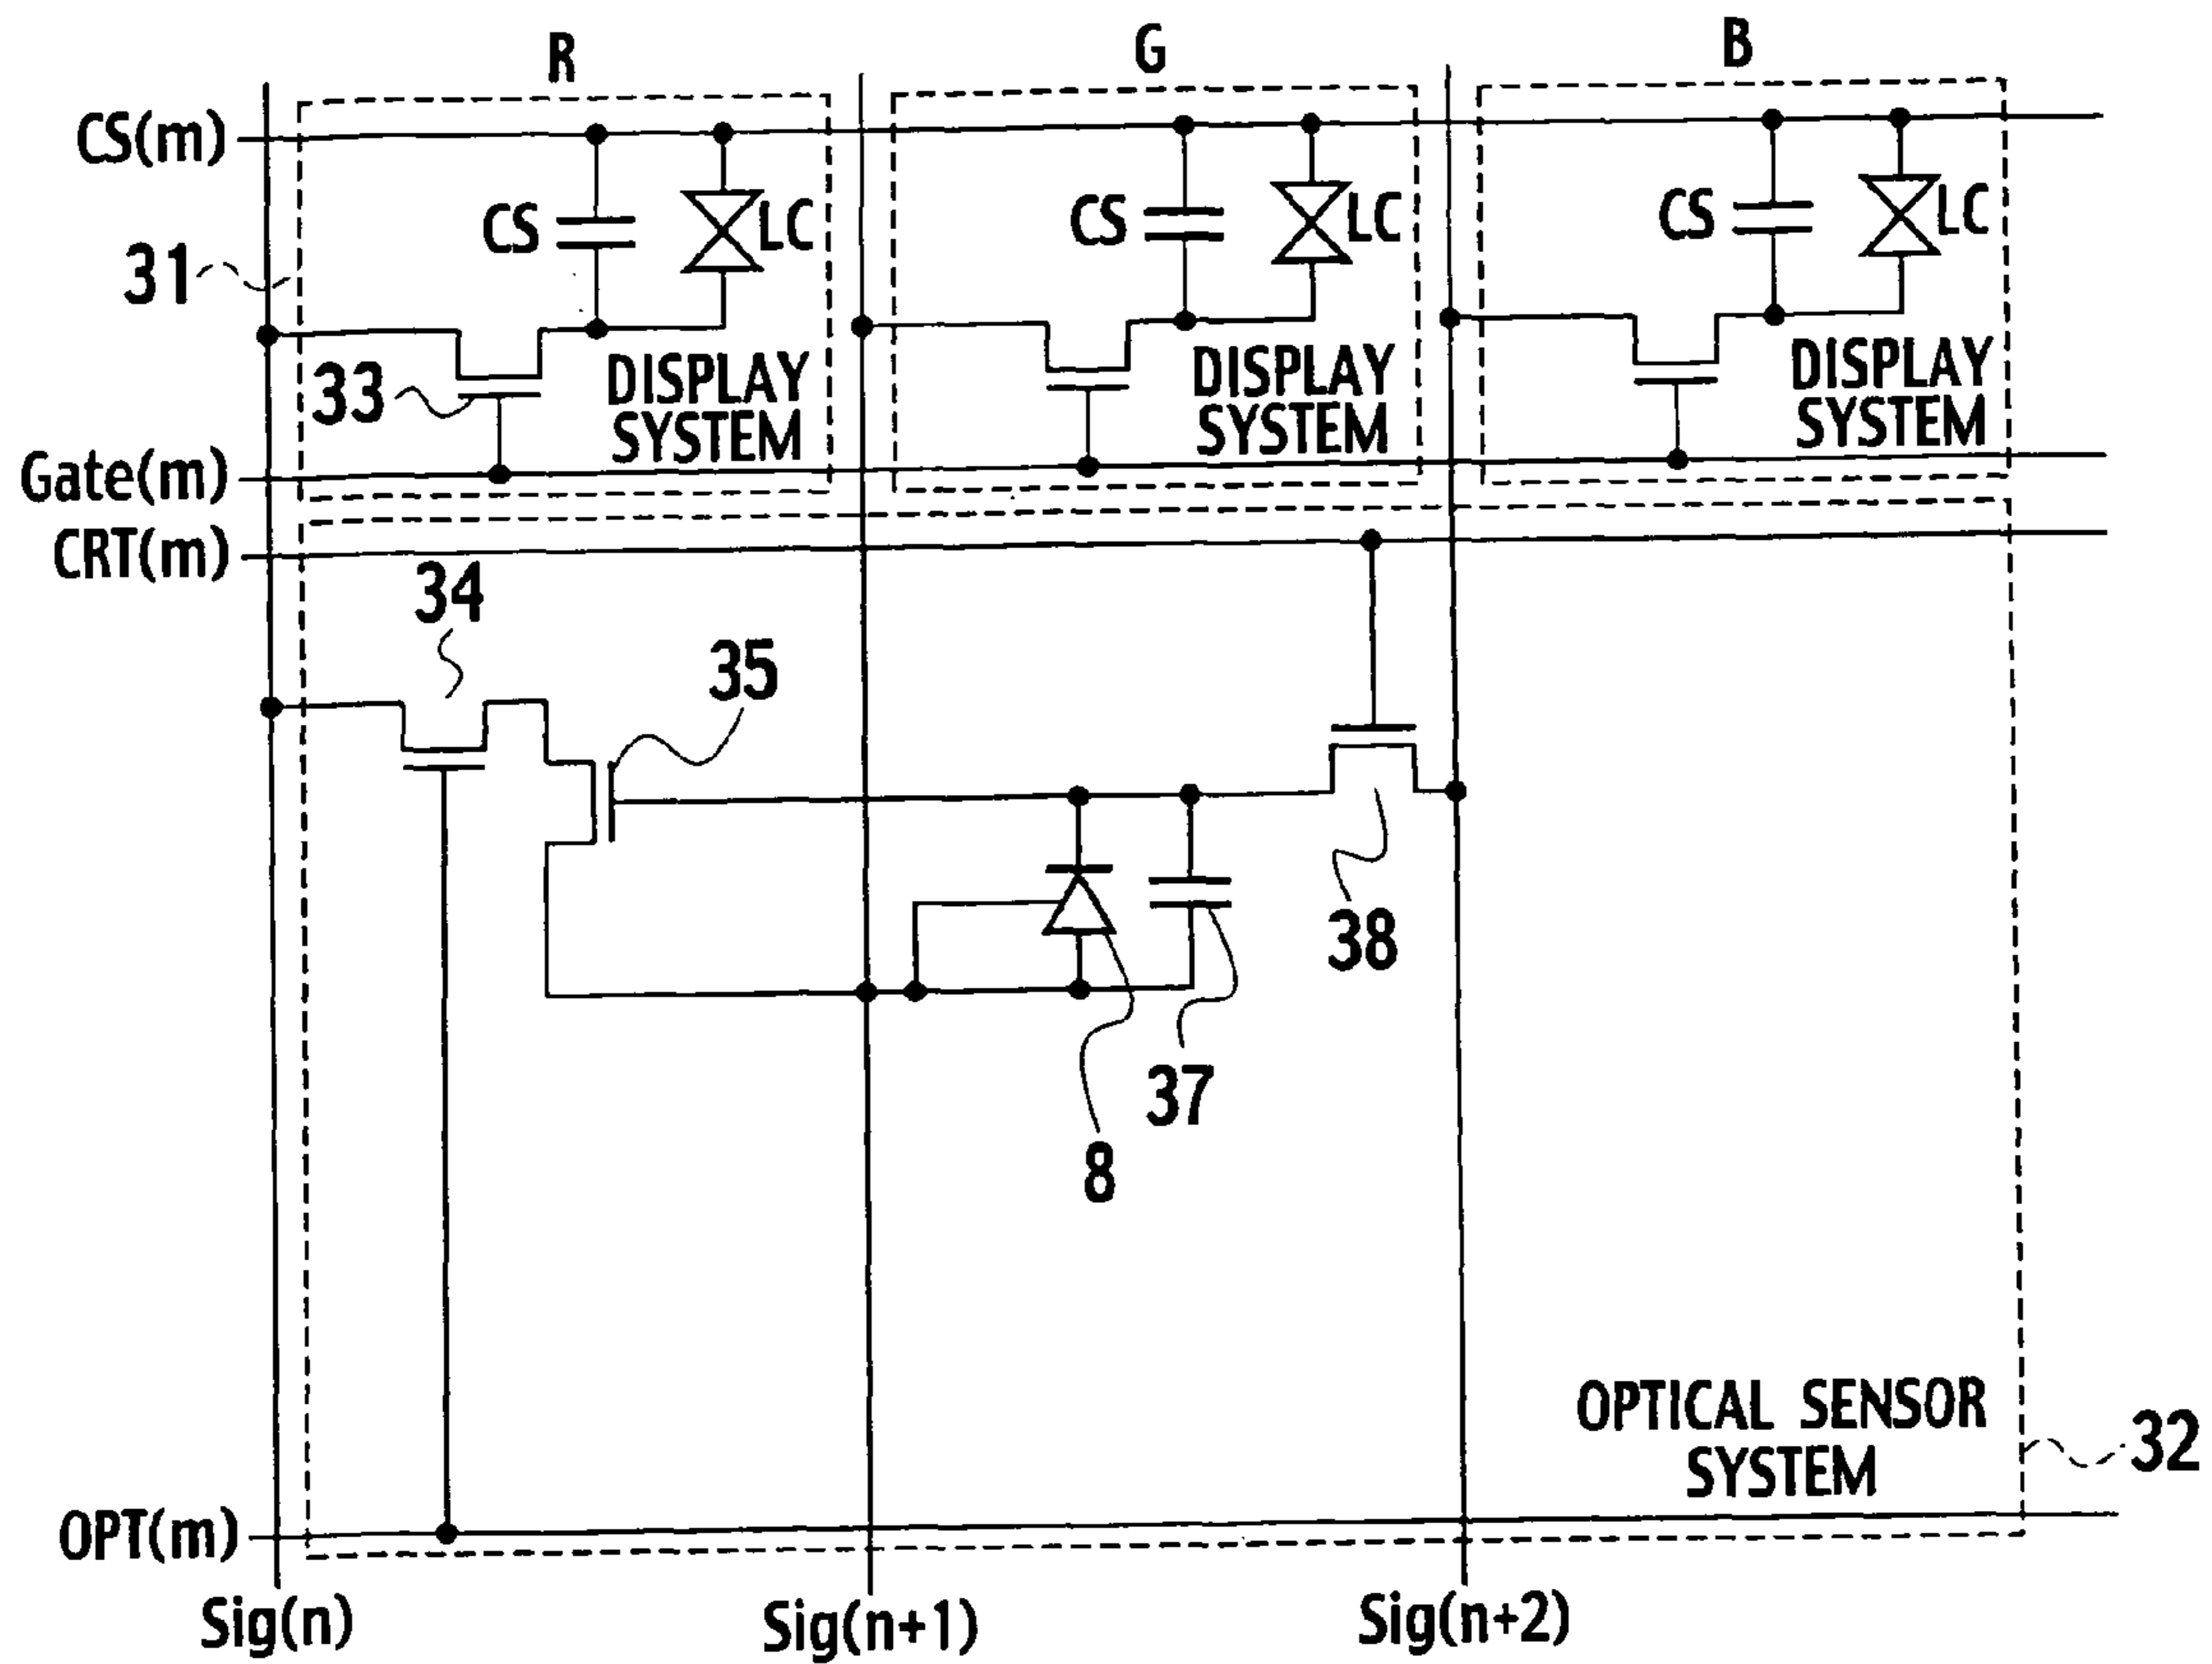 R
G
B
CS(m)
CS
LC
CS
LC
CS
LC
31
33
DISPLAY
SYSTEM
DISPLAY
SYSTEM
DISPLAY
SYSTEM
Gate(m)
CRT(m)
34
35
38
37
8
OPTICAL SENSOR
SYSTEM
32
OPT(m)
Sig(n)
Sig(n+1)
Sig(n+2)